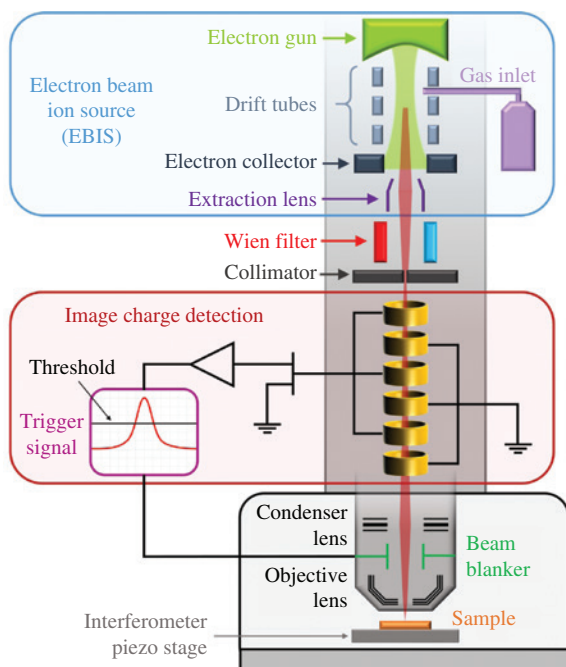 Electron gun
Gas inlet
Electron beam
ion source
(EBIS)
Drift tubes
Electron collector
Extraction lens
Wien filter
Collimator
Image charge detection
Threshold
Trigger
signal
Condenser
lens
Beam
blanker
Objective
lens
Sample
Interferometer
piezo stage